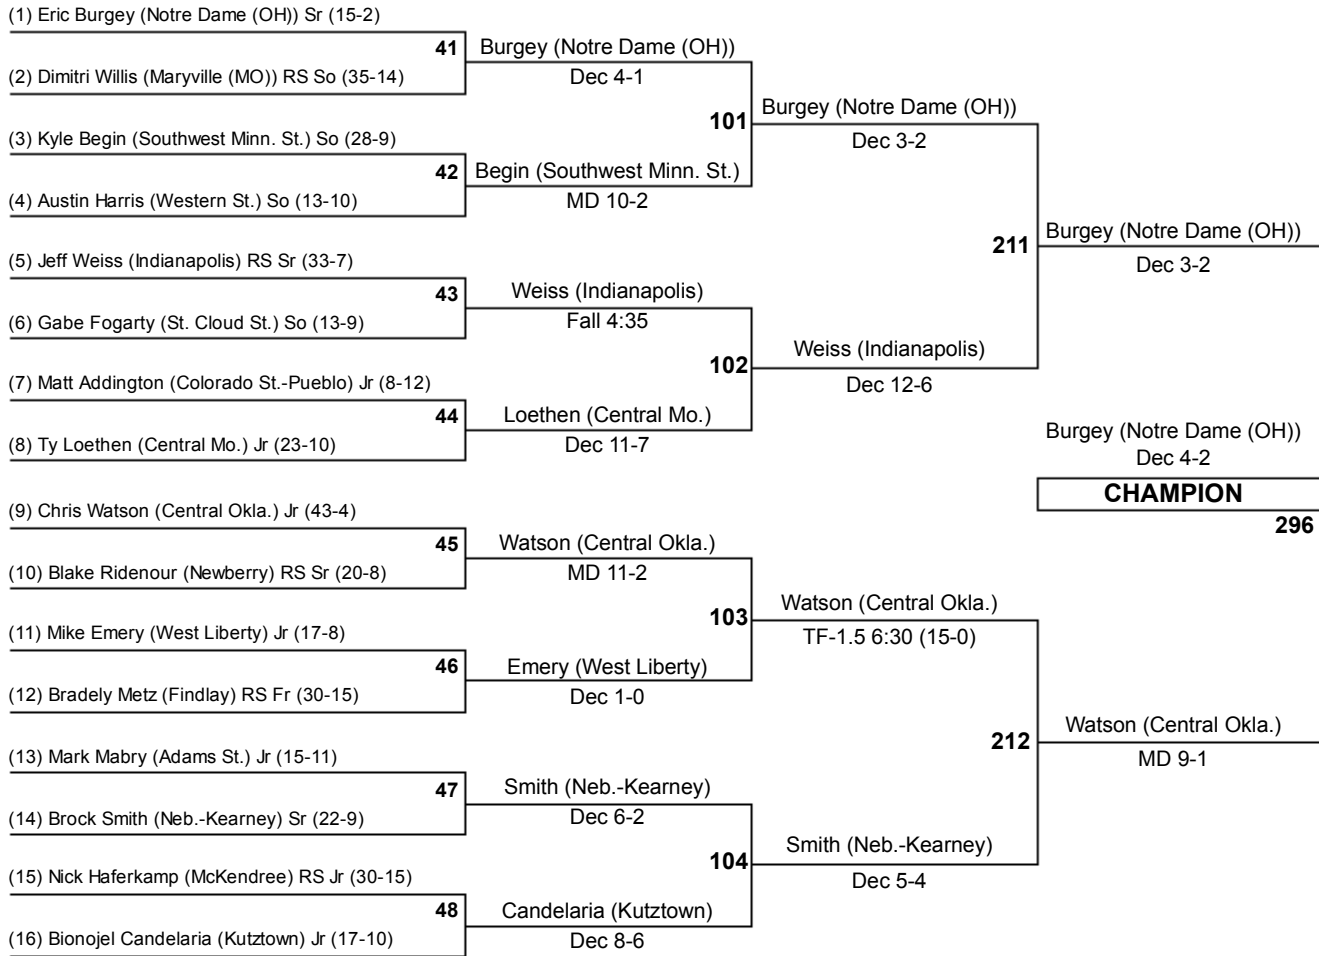 (1) Eric Burgey (Notre Dame (OH)) Sr (15-2)
41
Burgey (Notre Dame (OH))
(2) Dimitri Willis (Maryville (MO)) RS So (35-14)
Dec 4-1
101
Burgey (Notre Dame (OH))
Dec 3-2
(3) Kyle Begin (Southwest Minn. St.) So (28-9)
42
Begin (Southwest Minn. St.)
(4) Austin Harris (Western St.) So (13-10)
MD 10-2
211
Burgey (Notre Dame (OH))
Dec 3-2
(5) Jeff Weiss (Indianapolis) RS Sr (33-7)
43
Weiss (Indianapolis)
(6) Gabe Fogarty (St. Cloud St.) So (13-9)
Fall 4:35
102
Weiss (Indianapolis)
Dec 12-6
(7) Matt Addington (Colorado St.-Pueblo) Jr (8-12)
44
Loethen (Central Mo.)
(8) Ty Loethen (Central Mo.) Jr (23-10)
Dec 11-7
Burgey (Notre Dame (OH))
Dec 4-2
CHAMPION
296
(9) Chris Watson (Central Okla.) Jr (43-4)
45
Watson (Central Okla.)
(10) Blake Ridenour (Newberry) RS Sr (20-8)
MD 11-2
103
Watson (Central Okla.)
TF-1.5 6:30 (15-0)
(11) Mike Emery (West Liberty) Jr (17-8)
46
Emery (West Liberty)
(12) Bradely Metz (Findlay) RS Fr (30-15)
Dec 1-0
212
Watson (Central Okla.)
MD 9-1
(13) Mark Mabry (Adams St.) Jr (15-11)
47
Smith (Neb.-Kearney)
(14) Brock Smith (Neb.-Kearney) Sr (22-9)
Dec 6-2
104
Smith (Neb.-Kearney)
Dec 5-4
(15) Nick Haferkamp (McKendree) RS Jr (30-15)
48
Candelaria (Kutztown)
(16) Bionojel Candelaria (Kutztown) Jr (17-10)
Dec 8-6